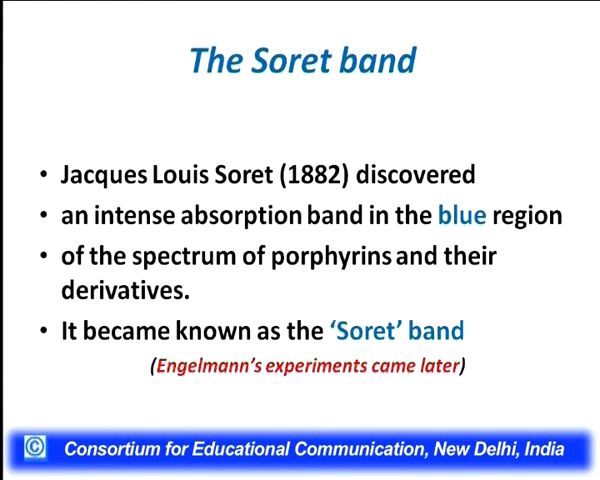 The Soret band
• Jacques Louis Soret (1882) discovered
• an intense absorption band in the blue region
• of the spectrum of porphyrins and their
derivatives.
• It became known as the ‘Soret’ band
(Engelmann’s experiments came later)
© Consortium for Educational Communication, New Delhi, India